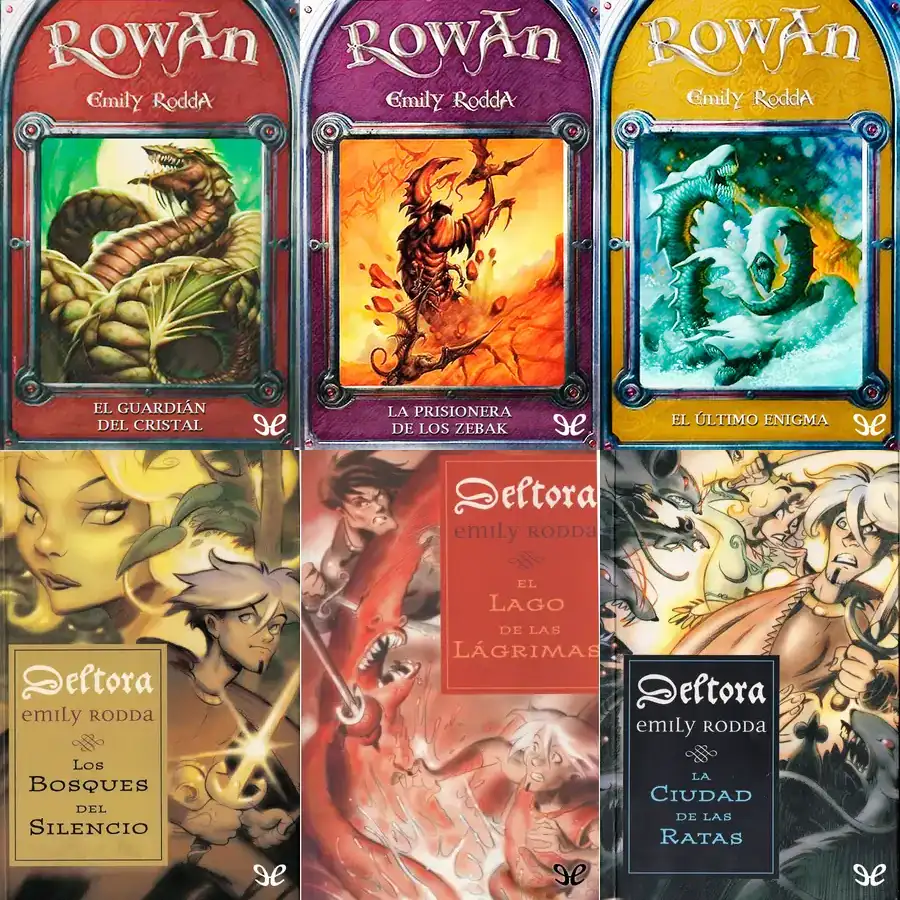 ROWAN
Emily Rodda
EL GUARDIÁN
DEL CRISTAL
ROWAN
Emily Rodda
LA PRISIONERA
DE LOS ZEBAK
ROWAN
Emily Rodda
EL ÚLTIMO ENIGMA
Deltora
EMILY RODDA
LOS
BOSQUES
DEL
SILENCIO
Deltora
EMILY RODDA
EL
LAGO
DE LAS
LÁGRIMAS
Deltora
EMILY RODDA
LA
CIUDAD
DE LAS
RATAS